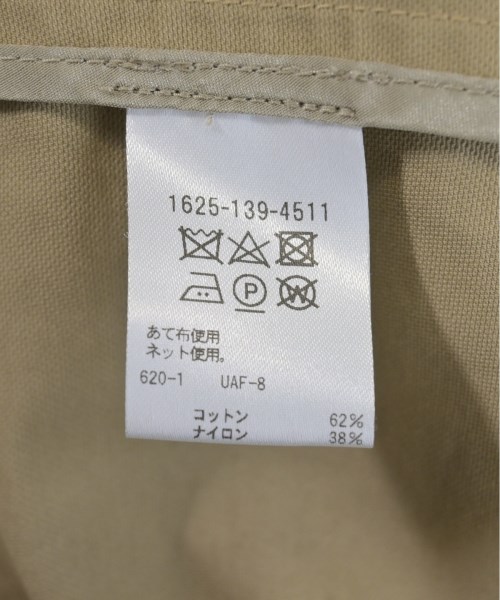 1625-139-4511
P
W
あて布使用
ネット使用。
620-1 UAF-8
コットン 62%
ナイロン 38%